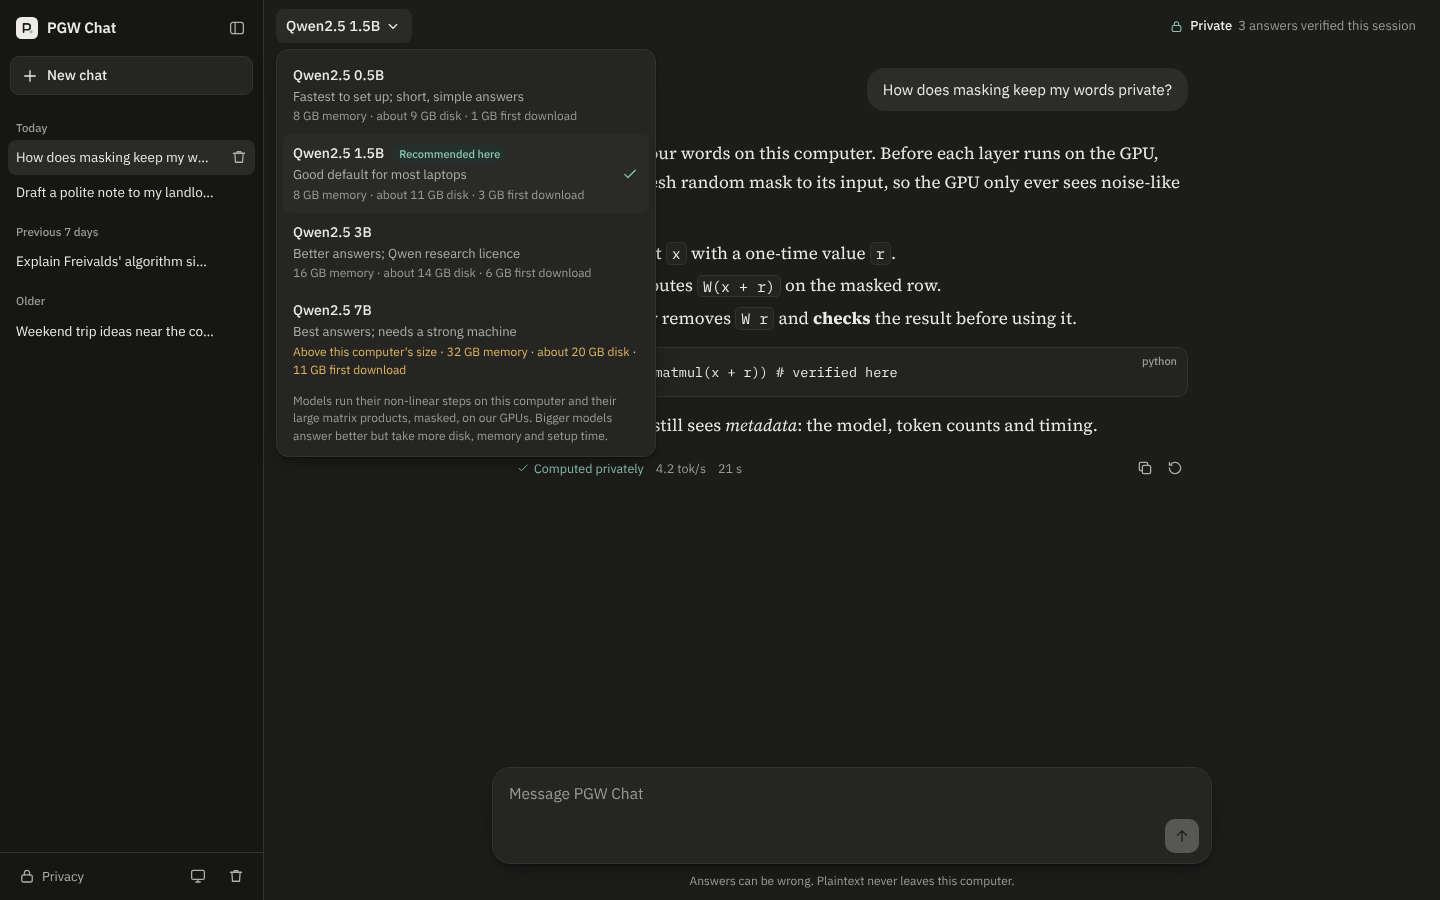 PGW Chat
New chat
Today
How does masking keep my w...
Draft a polite note to my landlo...
Previous 7 days
Explain Freivalds' algorithm si...
Older
Weekend trip ideas near the co...
Privacy
Qwen2.5 1.5B
Private 3 answers verified this session
Qwen2.5 0.5B
Fastest to set up; short, simple answers
8 GB memory · about 9 GB disk · 1 GB first download
Qwen2.5 1.5B Recommended here
Good default for most laptops
8 GB memory · about 11 GB disk · 3 GB first download
Qwen2.5 3B
Better answers; Qwen research licence
16 GB memory · about 14 GB disk · 6 GB first download
Qwen2.5 7B
Best answers; needs a strong machine
Above this computer's size · 32 GB memory · about 20 GB disk ·
11 GB first download
Models run their non-linear steps on this computer and their
large matrix products, masked, on our GPUs. Bigger models
answer better but take more disk, memory and setup time.
How does masking keep my words private?
words on this computer. Before each layer runs on the GPU,
random mask to its input, so the GPU only ever sees noise-like
x with a one-time value r.
W(x + r) on the masked row.
removes W r and checks the result before using it.
python
matmul(x + r)) # verified here
still sees metadata: the model, token counts and timing.
Computed privately 4.2 tok/s 21 s
Message PGW Chat
Answers can be wrong. Plaintext never leaves this computer.